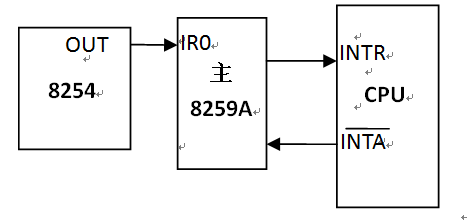 OUT
8254
IR0
主
8259A
INTR
CPU
INTA